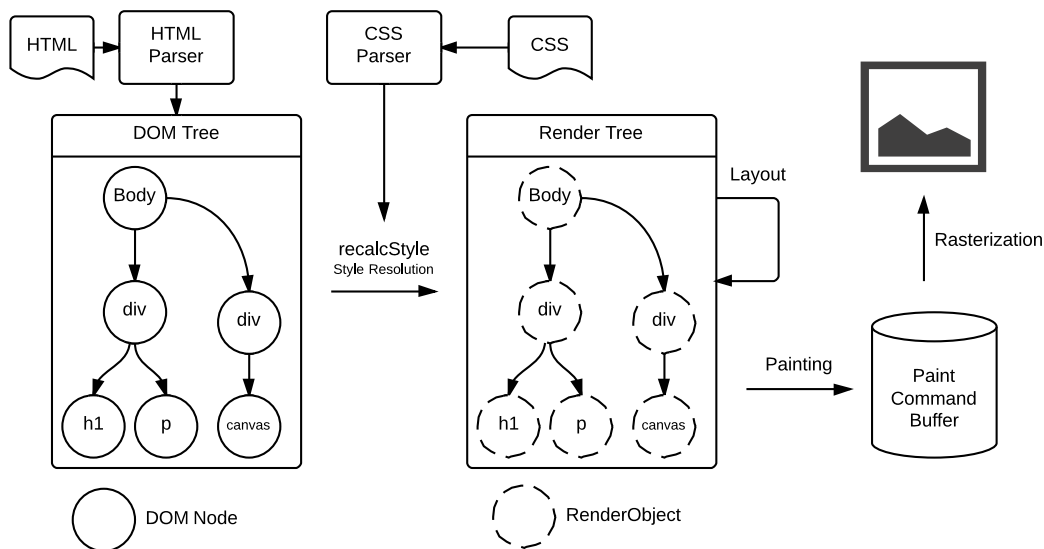 HTML
HTML
Parser
CSS
Parser
CSS
DOM Tree
Body
div
div
h1
p
canvas
DOM Node
recalcStyle
Style Resolution
Render Tree
Body
div
div
h1
p
canvas
RenderObject
Layout
Painting
Paint
Command
Buffer
Rasterization